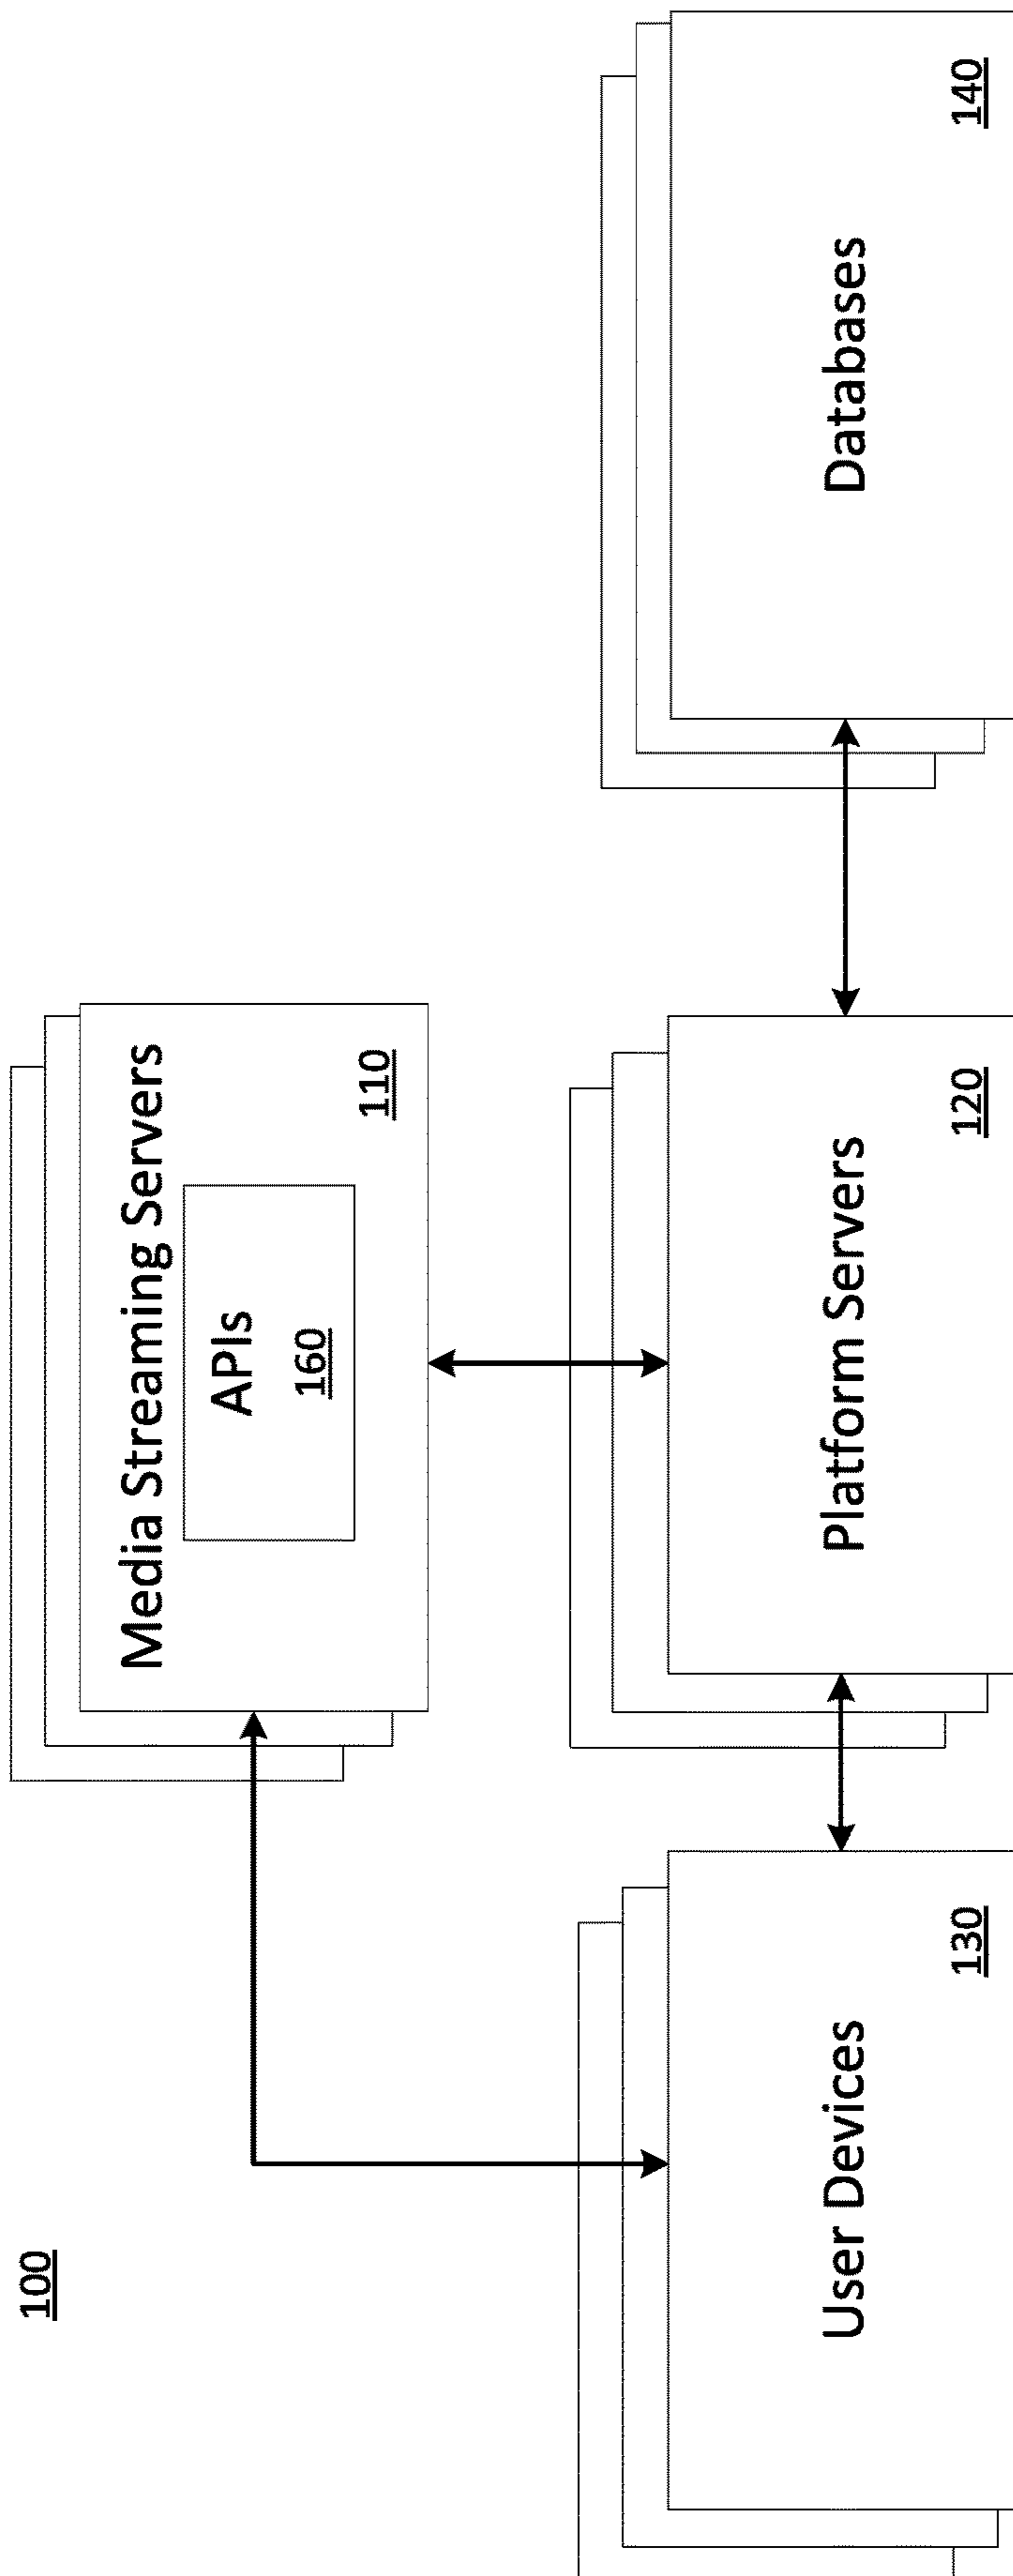 100
Media Streaming Servers
APIs
160
110
User Devices
130
Platform Servers
120
Databases
140